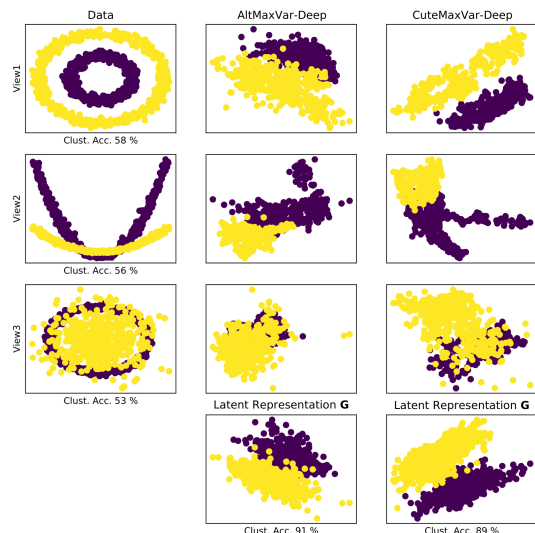 Data
AltMaxVar-Deep
CuteMaxVar-Deep
View1
Clust. Acc. 58 %
View2
Clust. Acc. 56 %
View3
Clust. Acc. 53 %
Latent Representation G
Latent Representation G
Clust. Acc. 91 %
Clust. Acc. 89 %